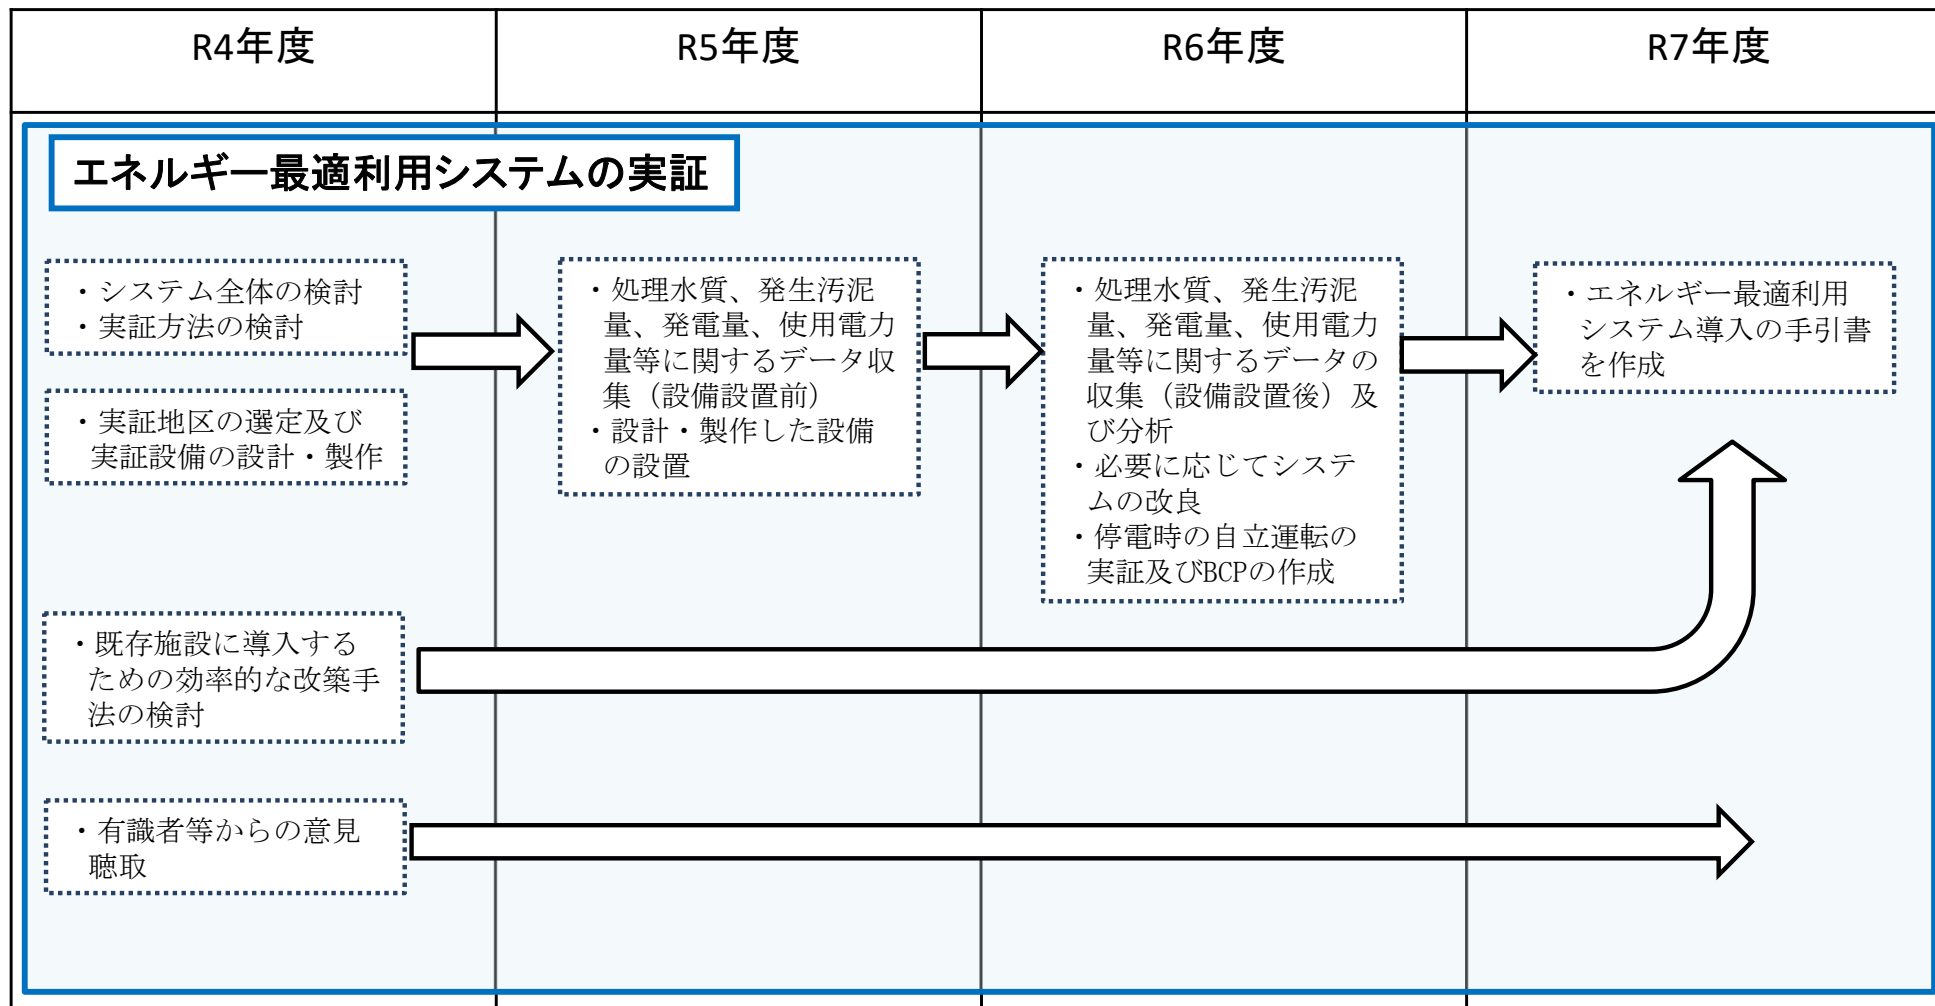 R4年度
R5年度
R6年度
R7年度
エネルギー最適利用システムの実証
・システム全体の検討
・実証方法の検討
・実証地区の選定及び
実証設備の設計・製作
・処理水質、発生汚泥
量、発電量、使用電力
量等に関するデータ収
集（設備設置前）
・設計・製作した設備
の設置
・処理水質、発生汚泥
量、発電量、使用電力
量等に関するデータの
収集（設備設置後）及
び分析
・必要に応じてシステ
ムの改良
・停電時の自立運転の
実証及びBCPの作成
・エネルギー最適利用
システム導入の手引書
を作成
・既存施設に導入する
ための効率的な改築手
法の検討
・有識者等からの意見
聴取